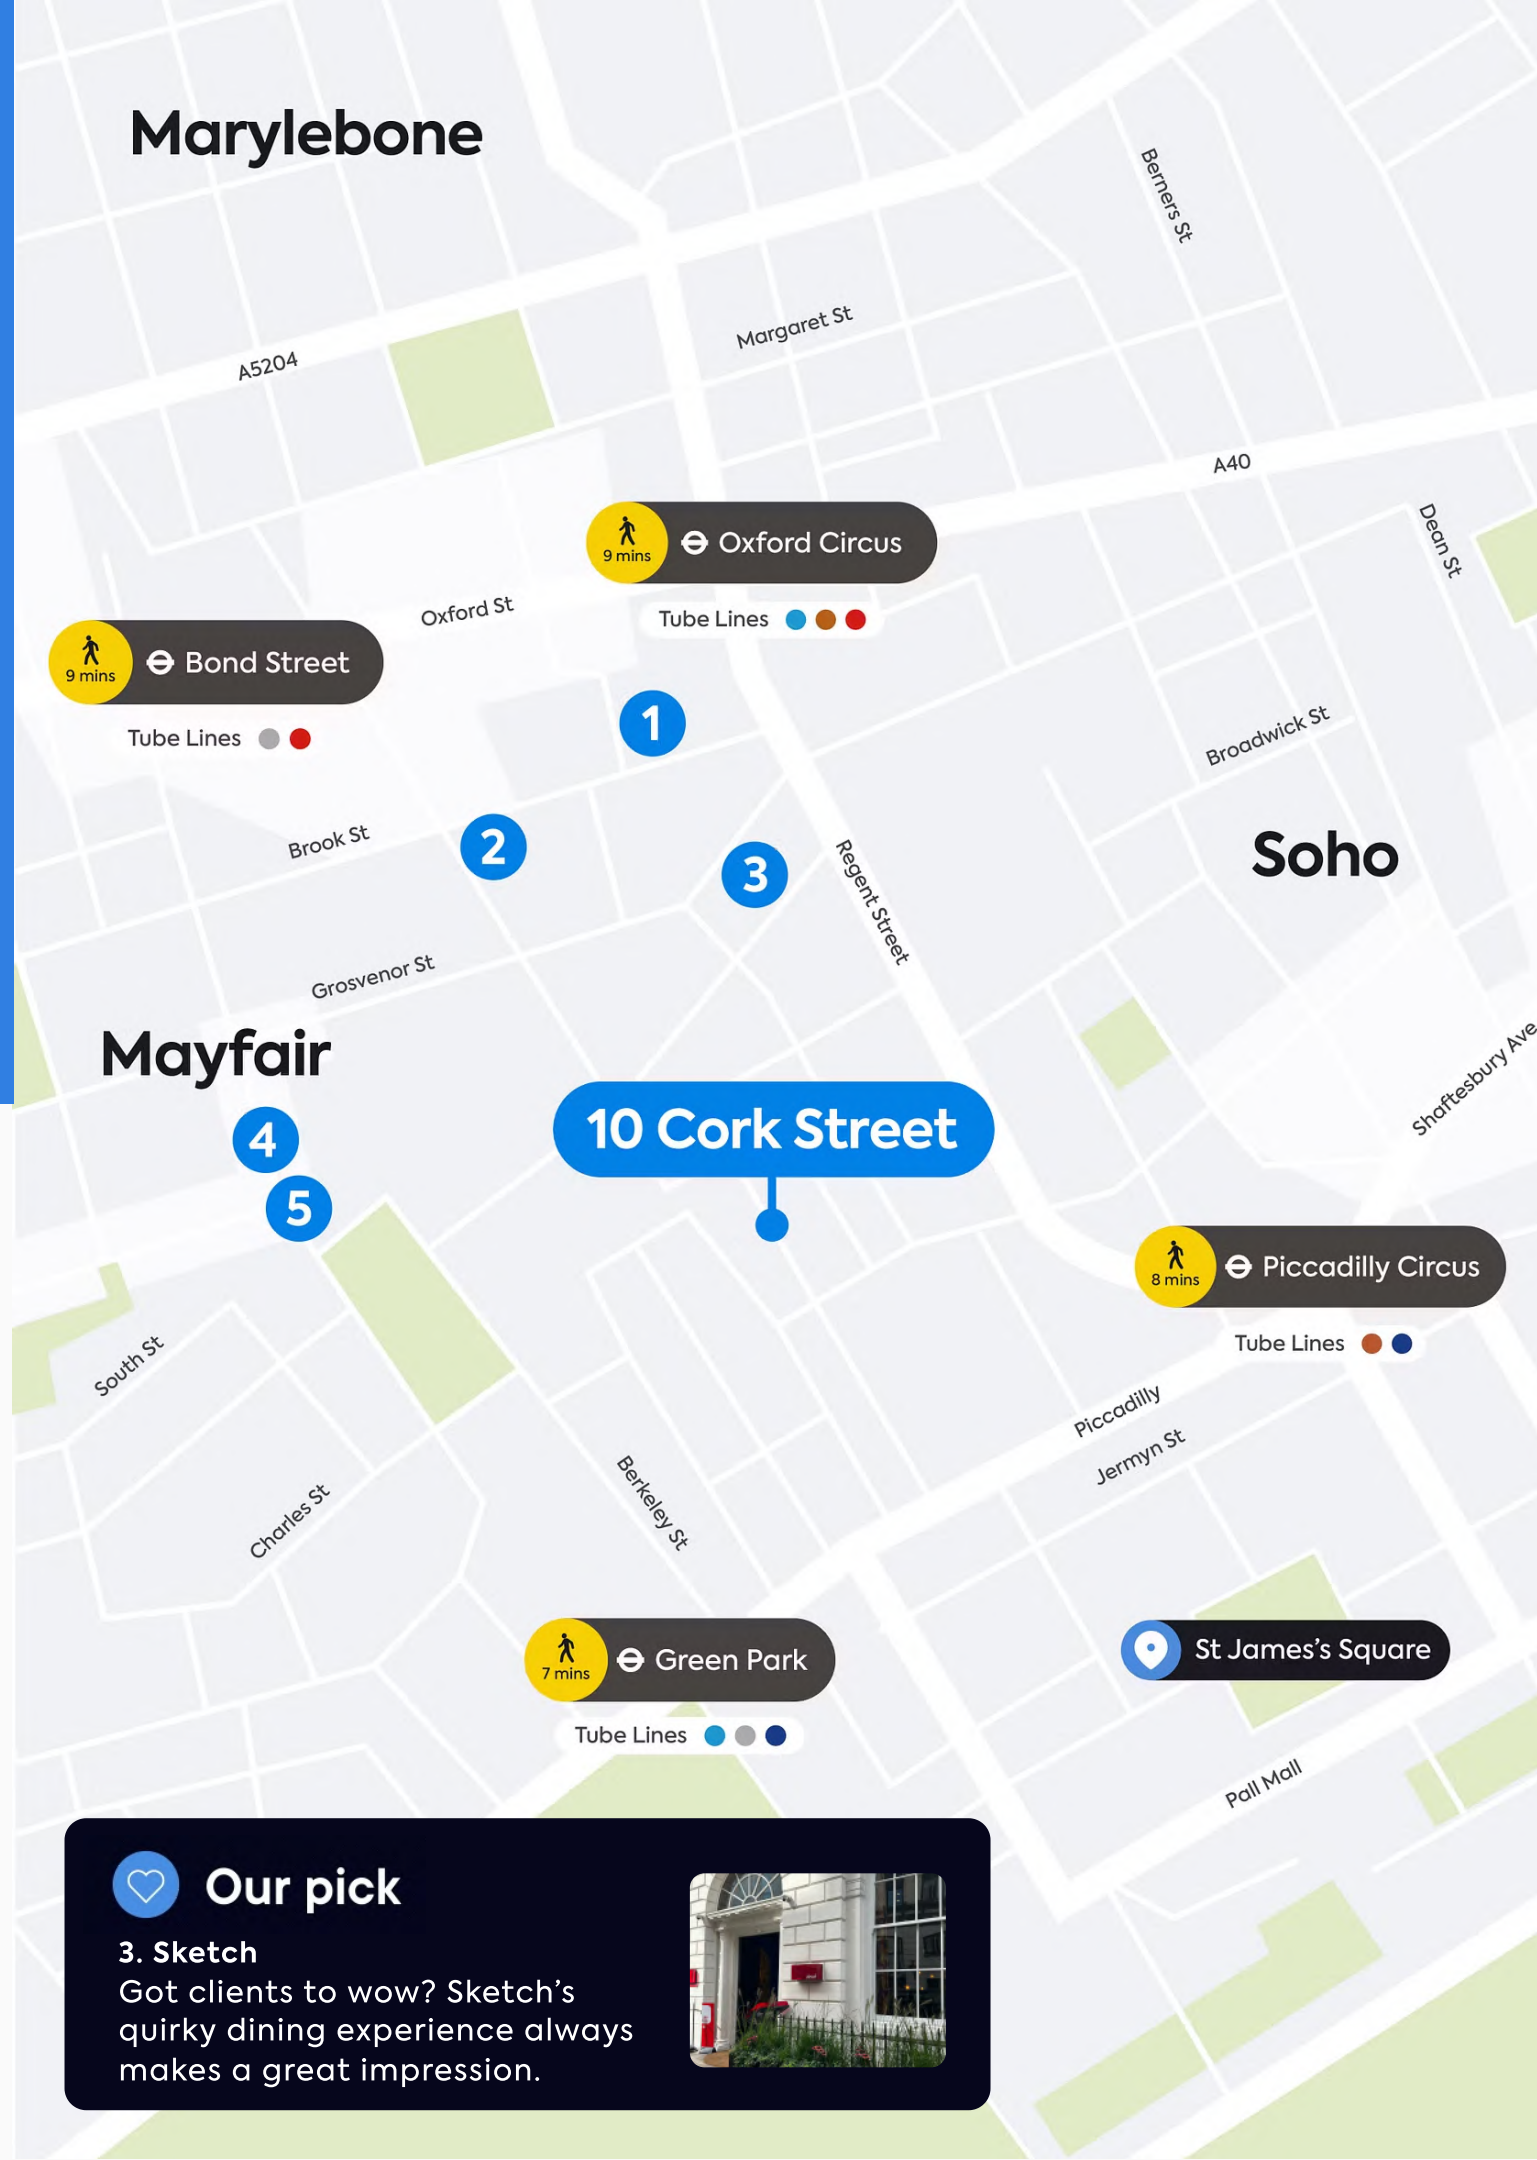 Marylebone
Berners St
Margaret St
A5204
A40
Dean St
9 mins
Oxford Circus
Tube Lines
Oxford St
9 mins
Bond Street
Tube Lines
1
Broadwick St
Brook St
2
3
Regent Street
Soho
Grosvenor St
Mayfair
Shaftesbury Ave
4
10 Cork Street
5
8 mins
Piccadilly Circus
Tube Lines
South St
Piccadilly
Jermyn St
Charles St
Berkeley St
7 mins
Green Park
Tube Lines
St James’s Square
Pall Mall
Our pick
3. Sketch
Got clients to wow? Sketch’s
quirky dining experience always
makes a great impression.